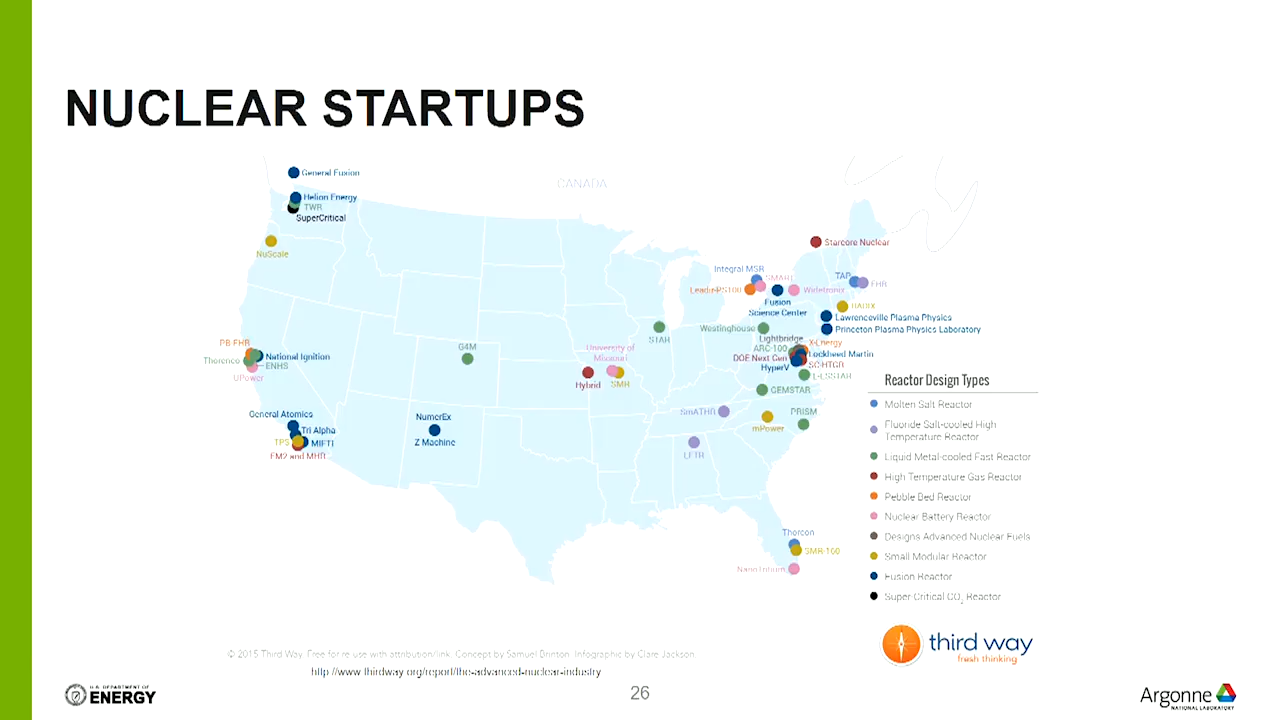 NUCLEAR STARTUPS
General Fusion
CANADA
Helion Energy
TWR
SuperCritical
NuScale
Starcore Nuclear
Integral MSR
SMART
TAP
FHR
Widetronix
Fusion
Science Center
HADIX
Lawrenceville Plasma Physics
Princeton Plasma Physics Laboratory
Westinghouse
STAR
Lightbridge
X-Energy
ARC-100
Lockheed Martin
DOE Next Gen
SC-HTGR
HyperV
L-ESSTAR
PB FHR
National Ignition
Thorenco
ENHS
UPower
G4M
University of
Missouri
Hybrid
SMR
GEMSTAR
SmATHR
mPower
PRISM
LFTR
General Atomics
Tri Alpha
TPS
MIFTI
EM2 and MHR
NumerEx
Z Machine
Thorcon
SMR-160
NanoTritium
Reactor Design Types
Molten Salt Reactor
Fluoride Salt-cooled High
Temperature Reactor
Liquid Metal-cooled Fast Reactor
High Temperature Gas Reactor
Pebble Bed Reactor
Nuclear Battery Reactor
Designs Advanced Nuclear Fuels
Small Modular Reactor
Fusion Reactor
Super Critical CO2 Reactor
third way
fresh thinking
© 2015 Third Way. Free for re use with attribution/link. Concept by Samuel Brinton. Infographic by Clare Jackson.
http://www.thirdway.org/report/the-advanced-nuclear-industry
U.S. DEPARTMENT OF
ENERGY
26
Argonne
NATIONAL LABORATORY